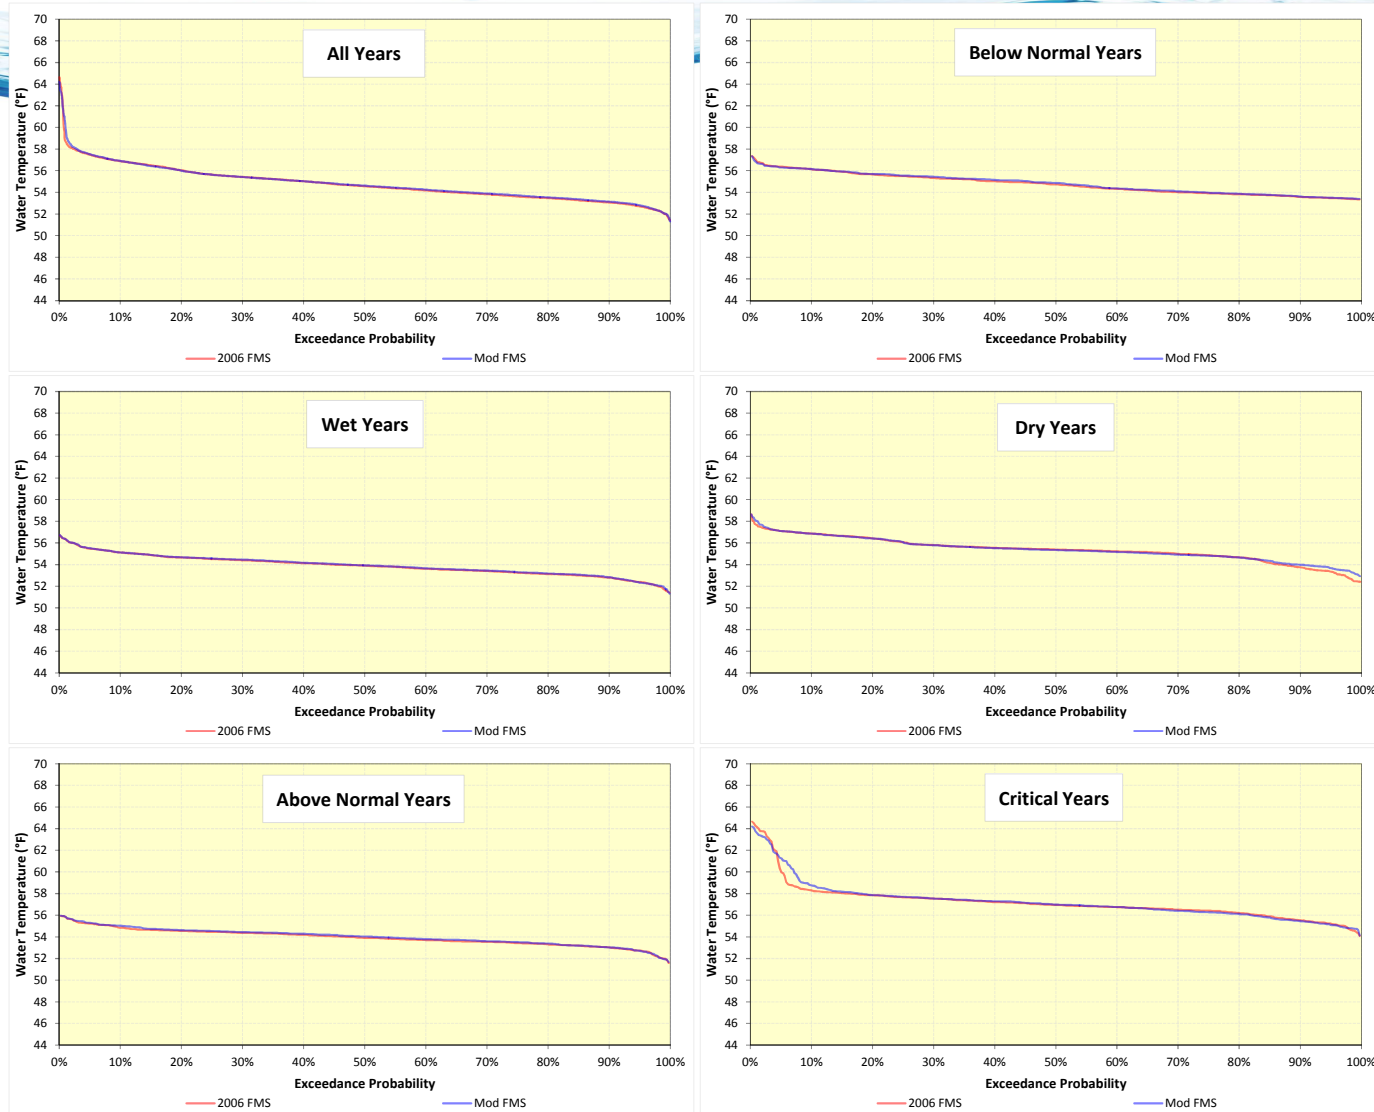 All Years
Water Temperature (°F)
70
68
66
64
62
60
58
56
54
52
50
48
46
44
0% 10% 20% 30% 40% 50% 60% 70% 80% 90% 100%
Exceedance Probability
2006 FMS Mod FMS
Below Normal Years
Water Temperature (°F)
70
68
66
64
62
60
58
56
54
52
50
48
46
44
0% 10% 20% 30% 40% 50% 60% 70% 80% 90% 100%
Exceedance Probability
2006 FMS Mod FMS
Wet Years
Water Temperature (°F)
70
68
66
64
62
60
58
56
54
52
50
48
46
44
0% 10% 20% 30% 40% 50% 60% 70% 80% 90% 100%
Exceedance Probability
2006 FMS Mod FMS
Dry Years
Water Temperature (°F)
70
68
66
64
62
60
58
56
54
52
50
48
46
44
0% 10% 20% 30% 40% 50% 60% 70% 80% 90% 100%
Exceedance Probability
2006 FMS Mod FMS
Above Normal Years
Water Temperature (°F)
70
68
66
64
62
60
58
56
54
52
50
48
46
44
0% 10% 20% 30% 40% 50% 60% 70% 80% 90% 100%
Exceedance Probability
2006 FMS Mod FMS
Critical Years
Water Temperature (°F)
70
68
66
64
62
60
58
56
54
52
50
48
46
44
0% 10% 20% 30% 40% 50% 60% 70% 80% 90% 100%
Exceedance Probability
2006 FMS Mod FMS